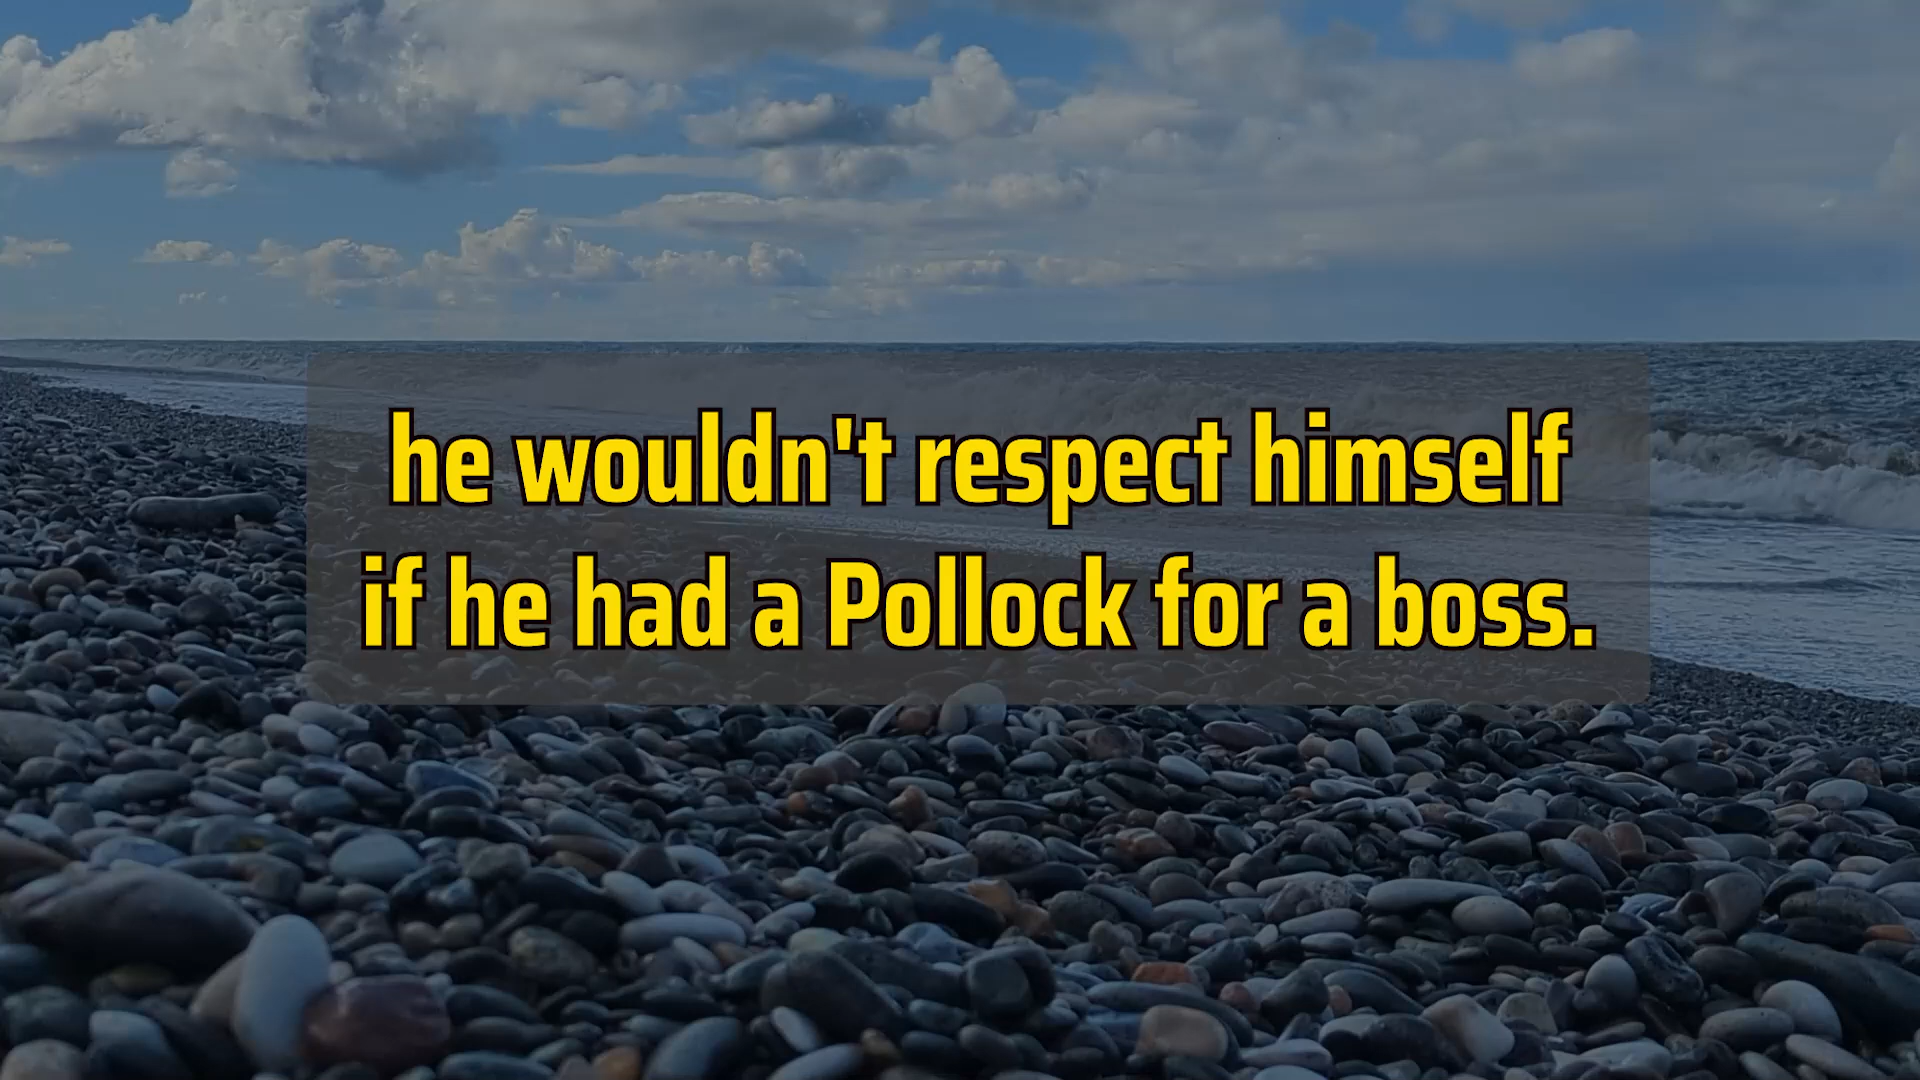 he wouldn't respect himself
if he had a Pollock for a boss.